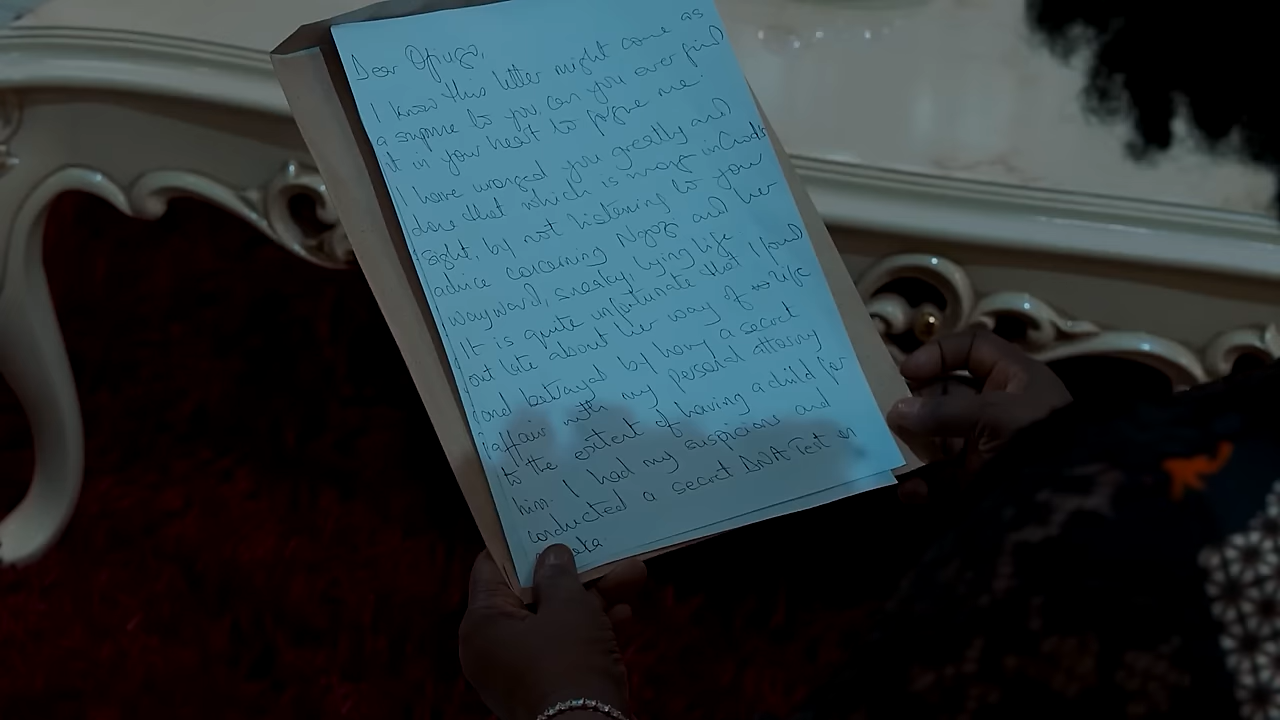 Dear Ofuzo,
I know this letter might come as
a suprise to you can you ever find
it in your heart to forgive me.
I have wronged you greatly and
done that which is wrong in God's
sight, by not listening to your
advice concerning Ngozi and her
wayward, sneaky, lying life
It is quite unfortunate that I found
out late about her way of life
and betrayed by having a secret
affair with my personal attorney
to the extent of having a child for
him. I had my suspicions and
conducted a secret DNA Test on